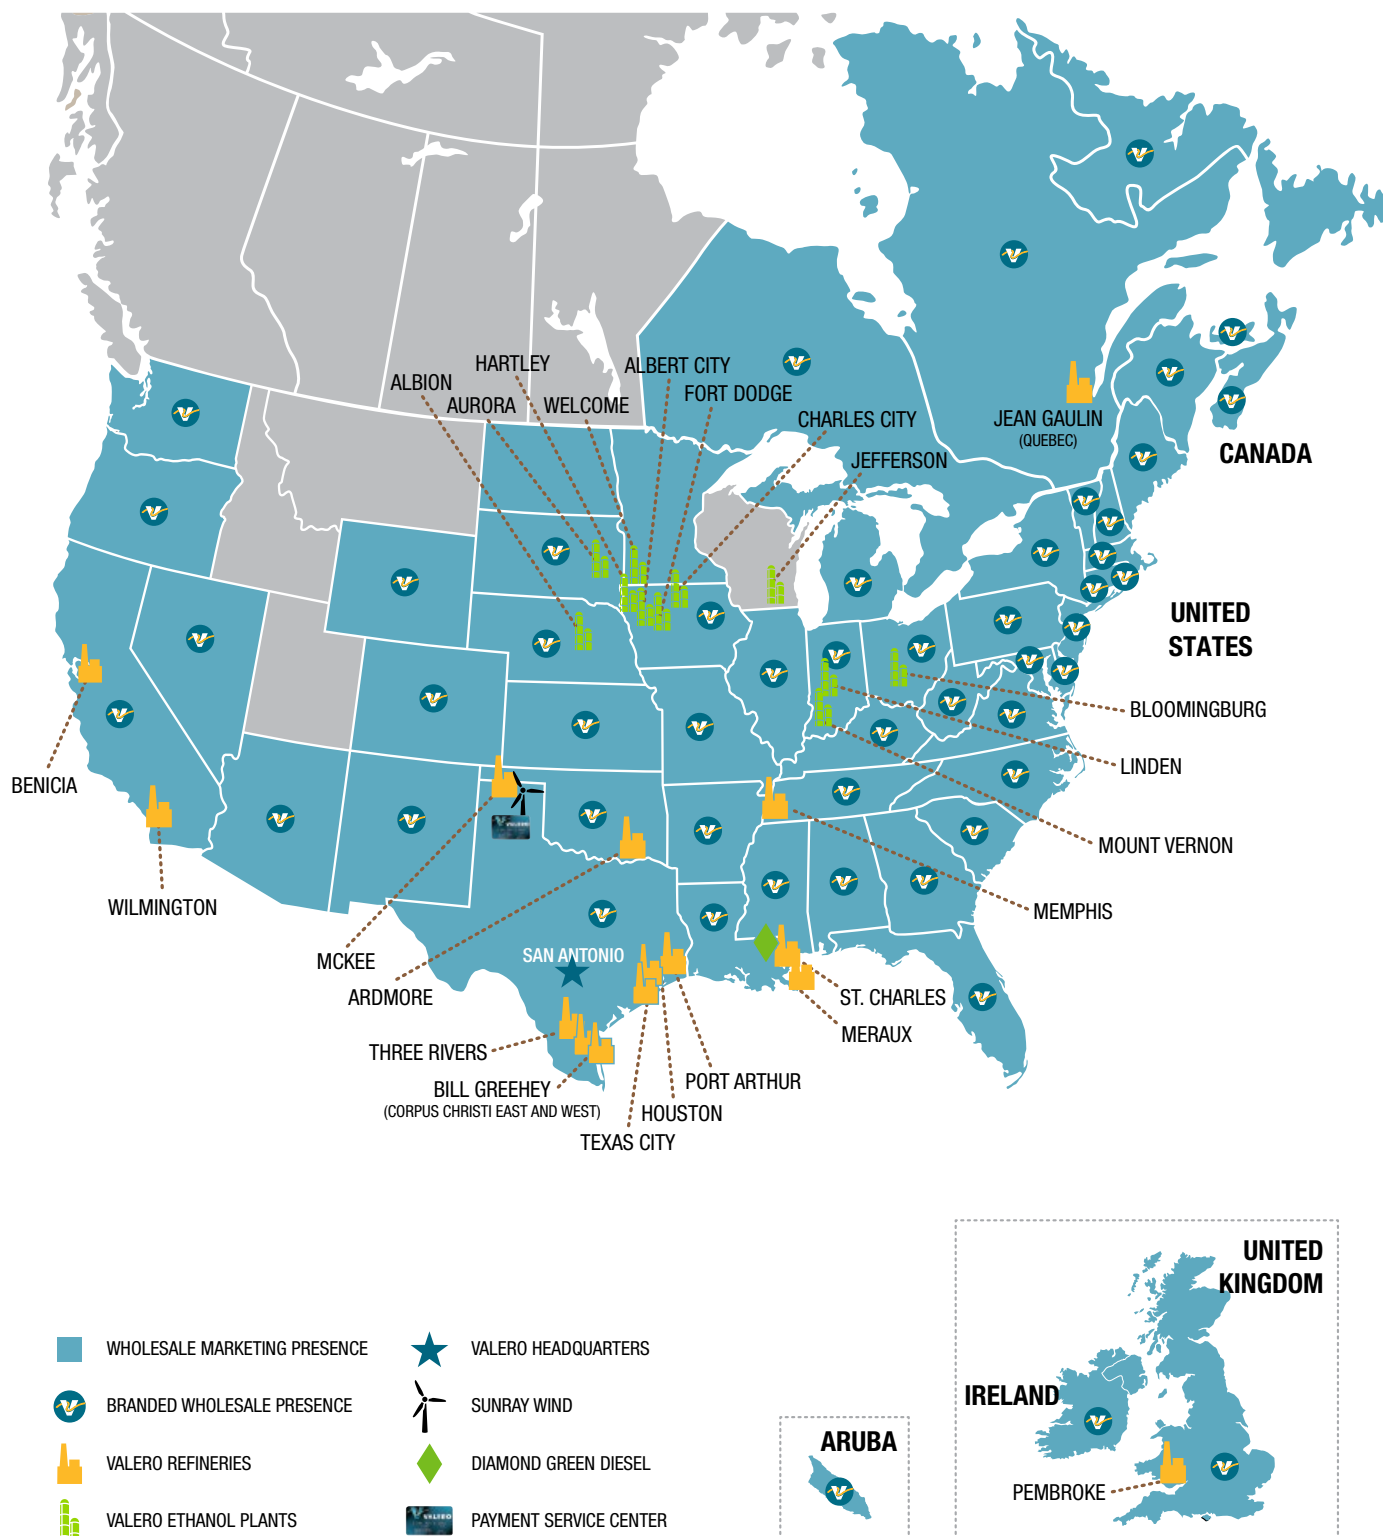 HARTLEY
ALBERT CITY
ALBION
FORT DODGE
AURORA
WELCOME
CHARLES CITY
JEAN GAULIN
(QUEBEC)
CANADA
JEFFERSON
UNITED
STATES
BLOOMINGBURG
LINDEN
BENICIA
MOUNT VERNON
WILMINGTON
MEMPHIS
MCKEE
SAN ANTONIO
ARDMORE
ST. CHARLES
MERAUX
THREE RIVERS
PORT ARTHUR
BILL GREEHEY
(CORPUS CHRISTI EAST AND WEST)
HOUSTON
TEXAS CITY
UNITED
KINGDOM
IRELAND
PEMBROKE
ARUBA
WHOLESALE MARKETING PRESENCE
BRANDED WHOLESALE PRESENCE
VALERO REFINERIES
VALERO ETHANOL PLANTS
VALERO HEADQUARTERS
SUNRAY WIND
DIAMOND GREEN DIESEL
VALERO
PAYMENT SERVICE CENTER